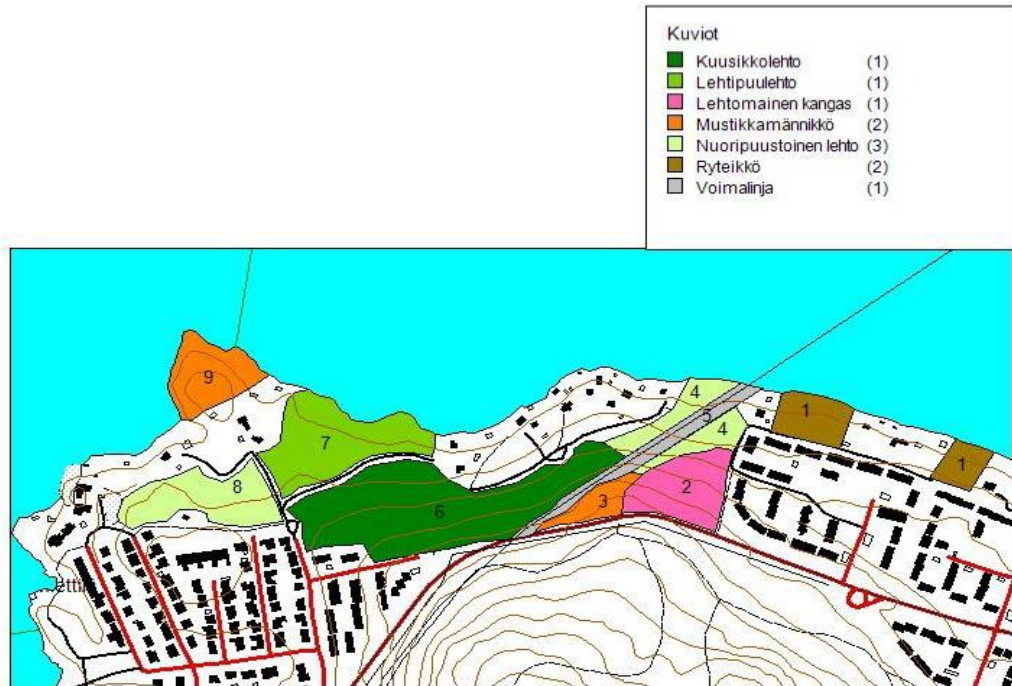 Kuviot
Kuusikkolehto (1)
Lehtipuulehto (1)
Lehtomainen kangas (1)
Mustikkamännikkö (2)
Nuoripuustoinen lehto (3)
Ryteikkö (2)
Voimalinja (1)
9
4
5
1
4
7
1
8
2
3
6